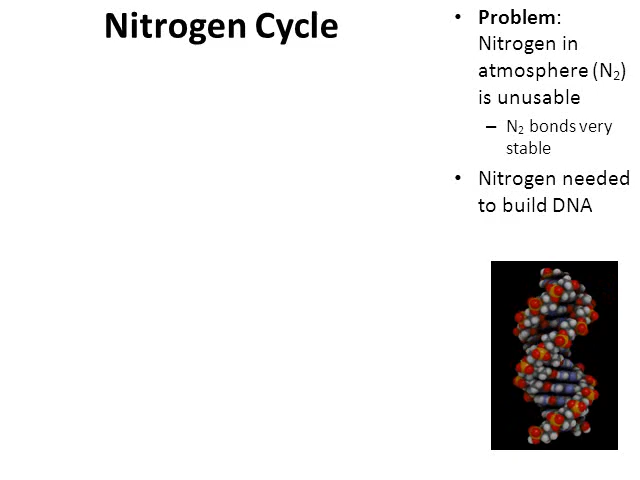 Nitrogen Cycle
• Problem:
Nitrogen in
atmosphere (N₂)
is unusable
– N₂ bonds very
stable
• Nitrogen needed
to build DNA